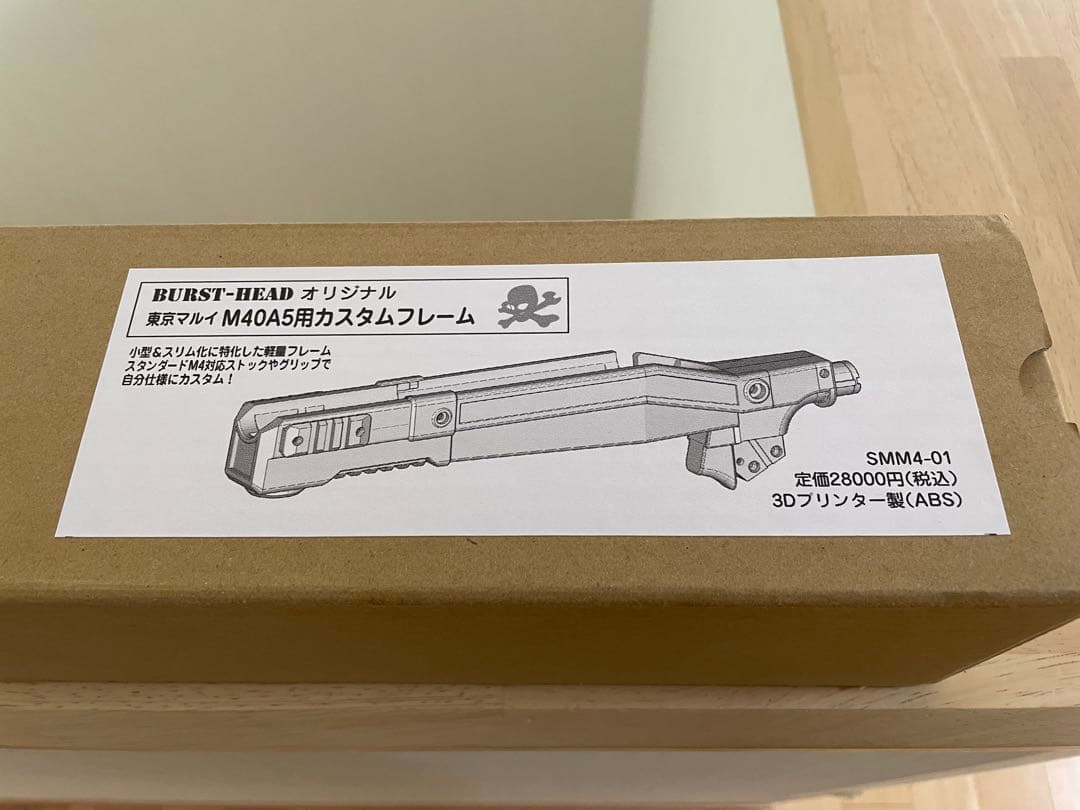 BURST-HEAD オリジナル
東京マルイ M40A5用カスタムフレーム
小型&スリム化に特化した軽量フレーム
スタンダードM4対応ストックやグリップで
自分仕様にカスタム!
SMM4-01
定価28000円(税込)
3Dプリンター製(ABS)